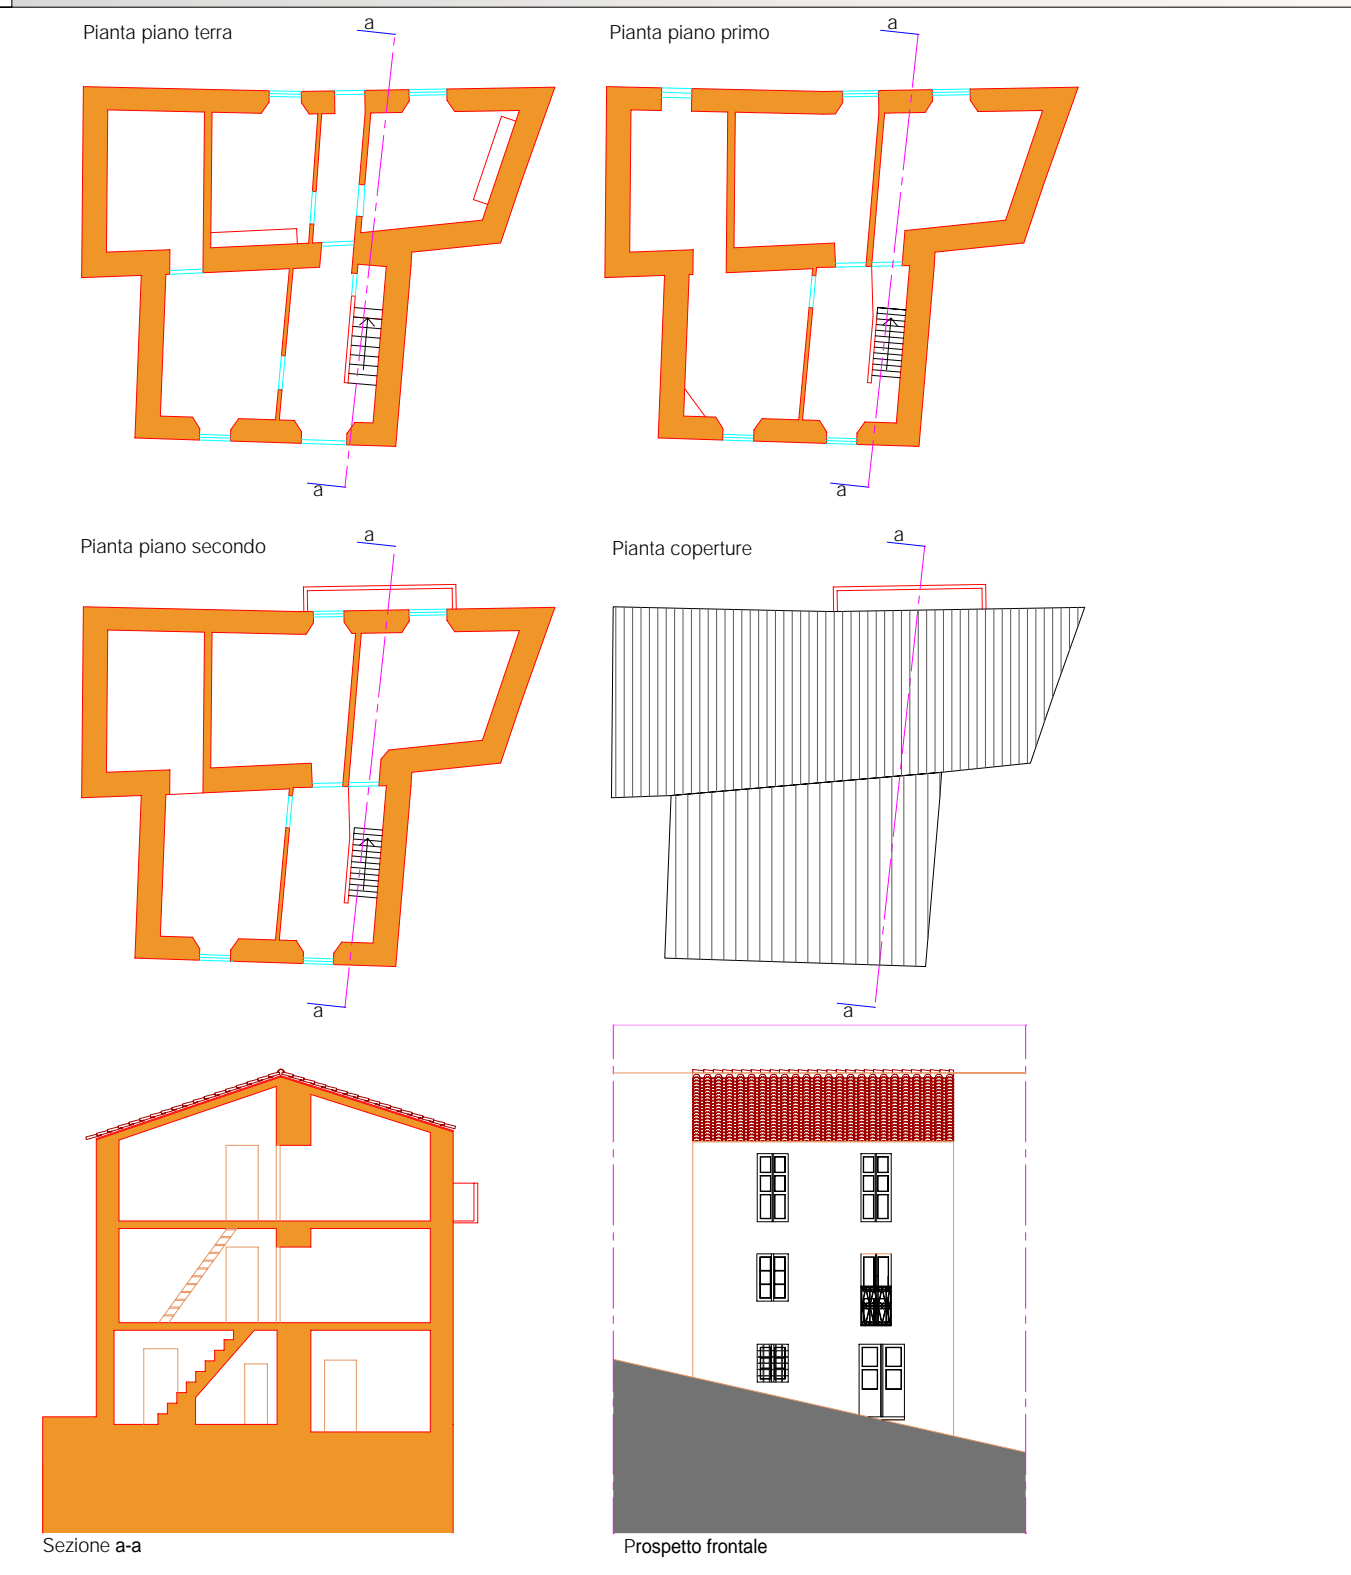 a
a
Pianta piano terra
Pianta piano primo
a
a
a
a
Pianta piano secondo
Pianta coperture
a
a
Sezione a-a
Prospetto frontale